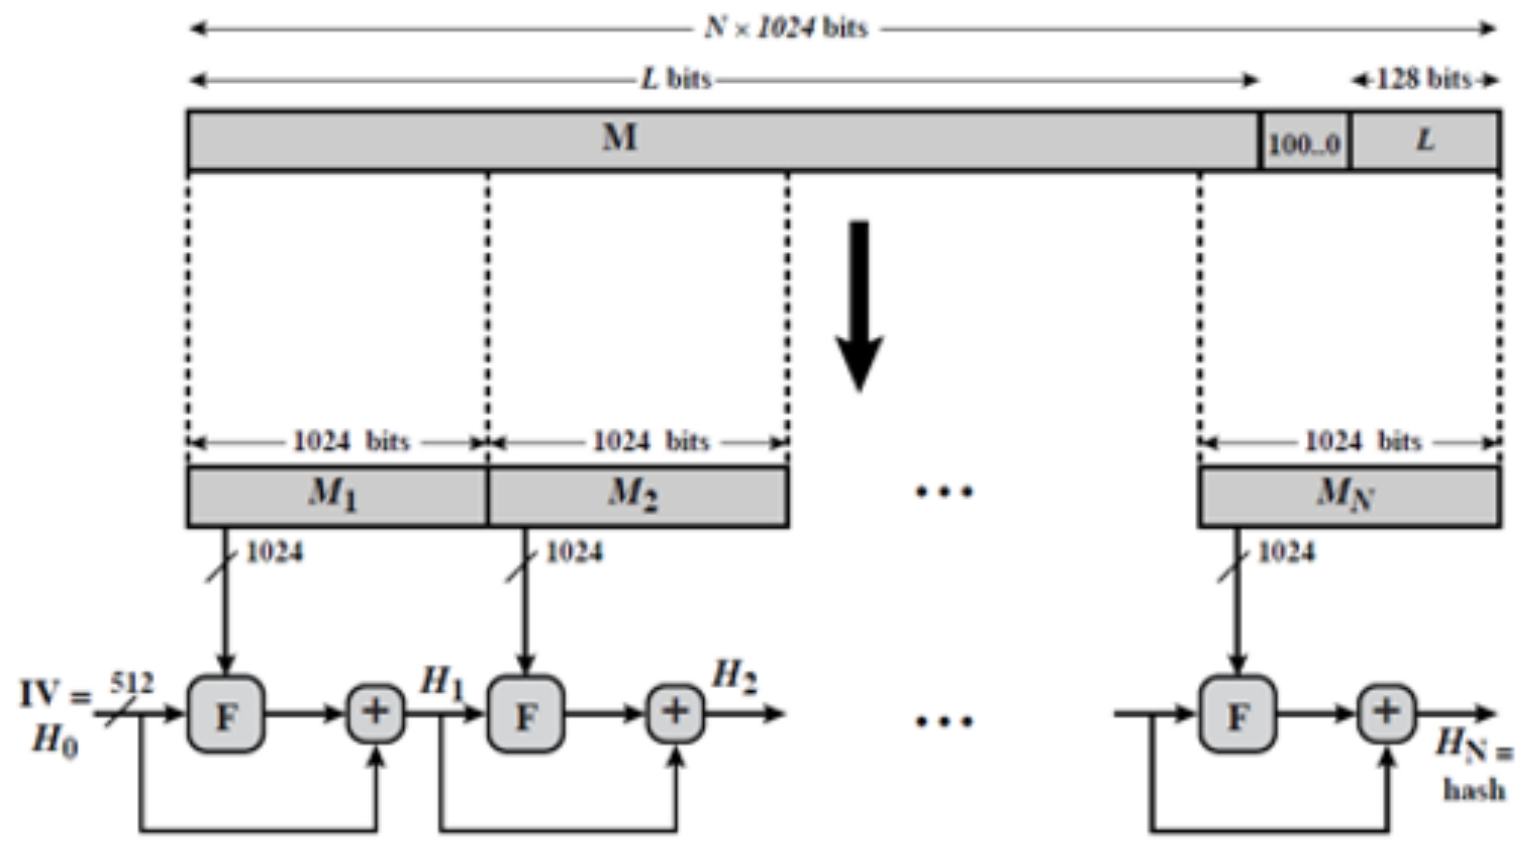 N × 1024 bits
L bits
128 bits
M
100..0
L
1024 bits
1024 bits
1024 bits
M1
M2
...
MN
1024
1024
1024
IV =
H0
512
F
+
H1
F
+
H2
...
F
+
HN =
hash